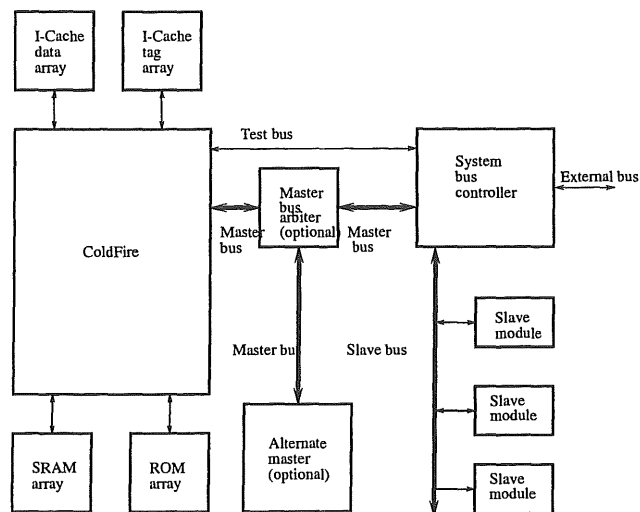 I-Cache
data
array
I-Cache
tag
array
Test bus
System
bus
controller
External bus
Master
bus
arbiter
(optional)
Master
bus
Master
bus
ColdFire
Master bu
Slave bus
Slave
module
Slave
module
Slave
module
SRAM
array
ROM
array
Alternate
master
(optional)